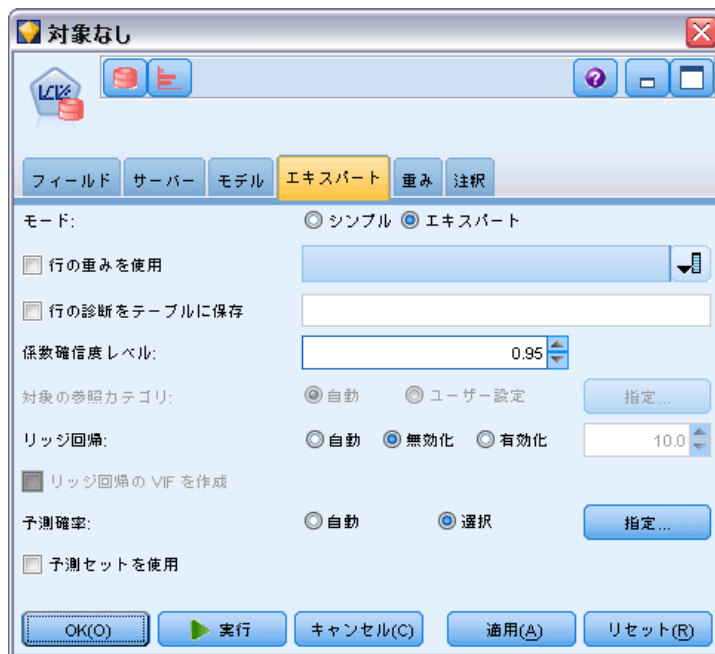 対象なし
フィールド サーバー モデル エキスパート 重み 注釈
モード: シンプル エキスパート
行の重みを使用
行の診断をテーブルに保存
係数確信度レベル: 0.95
対象の参照カテゴリ: 自動 ユーザー設定 指定...
リッジ回帰: 自動 無効化 有効化 10.0
リッジ回帰の VIF を作成
予測確率: 自動 選択 指定...
予測セットを使用
OK(O) 実行 キャンセル(C) 適用(A) リセット(R)